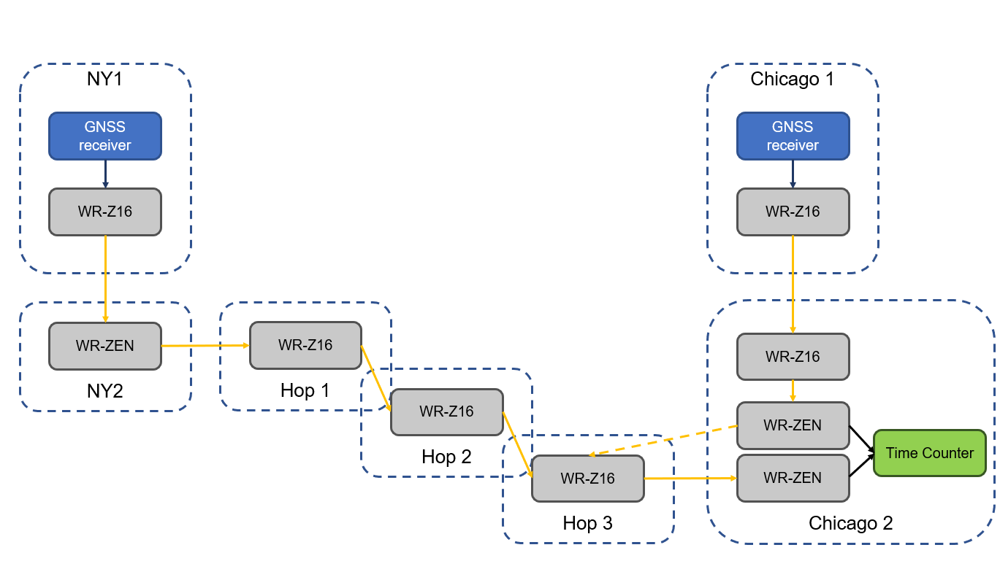 NY1
GNSS
receiver
WR-Z16
WR-ZEN
NY2
WR-Z16
Hop 1
WR-Z16
Hop 2
WR-Z16
Hop 3
Chicago 1
GNSS
receiver
WR-Z16
WR-Z16
WR-ZEN
WR-ZEN
Time Counter
Chicago 2